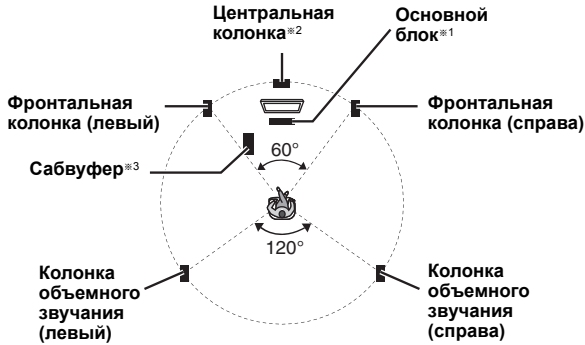 Центральная
колонка※2
Основной
блок※1
Фронтальная
колонка (левый)
Фронтальная
колонка (справа)
Сабвуфер※3
60°
120°
Колонка
объемного
звучания
(левый)
Колонка
объемного
звучания
(справа)